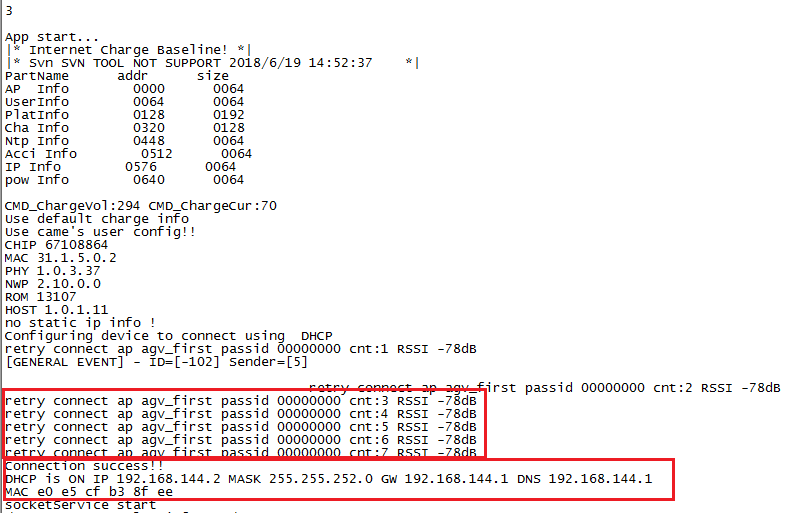 3
App start...
|* Internet Charge Baseline! *|
|* Svn SVN TOOL NOT SUPPORT 2018/6/19 14:52:37 *|
PartName addr size
AP Info 0000 0064
UserInfo 0064 0064
PlatInfo 0128 0192
Cha Info 0320 0128
Ntp Info 0448 0064
Acci Info 0512 0064
IP Info 0576 0064
pow Info 0640 0064
CMD_ChargeVol:294 CMD_ChargeCur:70
Use default charge info
Use came's user config!!
CHIP 67108864
MAC 31.1.5.0.2
PHY 1.0.3.37
NWP 2.10.0.0
ROM 13107
HOST 1.0.1.11
no static ip info !
Configuring device to connect using DHCP
retry connect ap agv_first passid 00000000 cnt:1 RSSI -78dB
[GENERAL EVENT] - ID=[-102] Sender=[5]
retry connect ap agv_first passid 00000000 cnt:2 RSSI -78dB
retry connect ap agv_first passid 00000000 cnt:3 RSSI -78dB
retry connect ap agv_first passid 00000000 cnt:4 RSSI -78dB
retry connect ap agv_first passid 00000000 cnt:5 RSSI -78dB
retry connect ap agv_first passid 00000000 cnt:6 RSSI -78dB
retry connect ap agv_first passid 00000000 cnt:7 RSSI -78dB
Connection success!!
DHCP is ON IP 192.168.144.2 MASK 255.255.252.0 GW 192.168.144.1 DNS 192.168.144.1
MAC e0 e5 cf b3 8f ee
socketService start